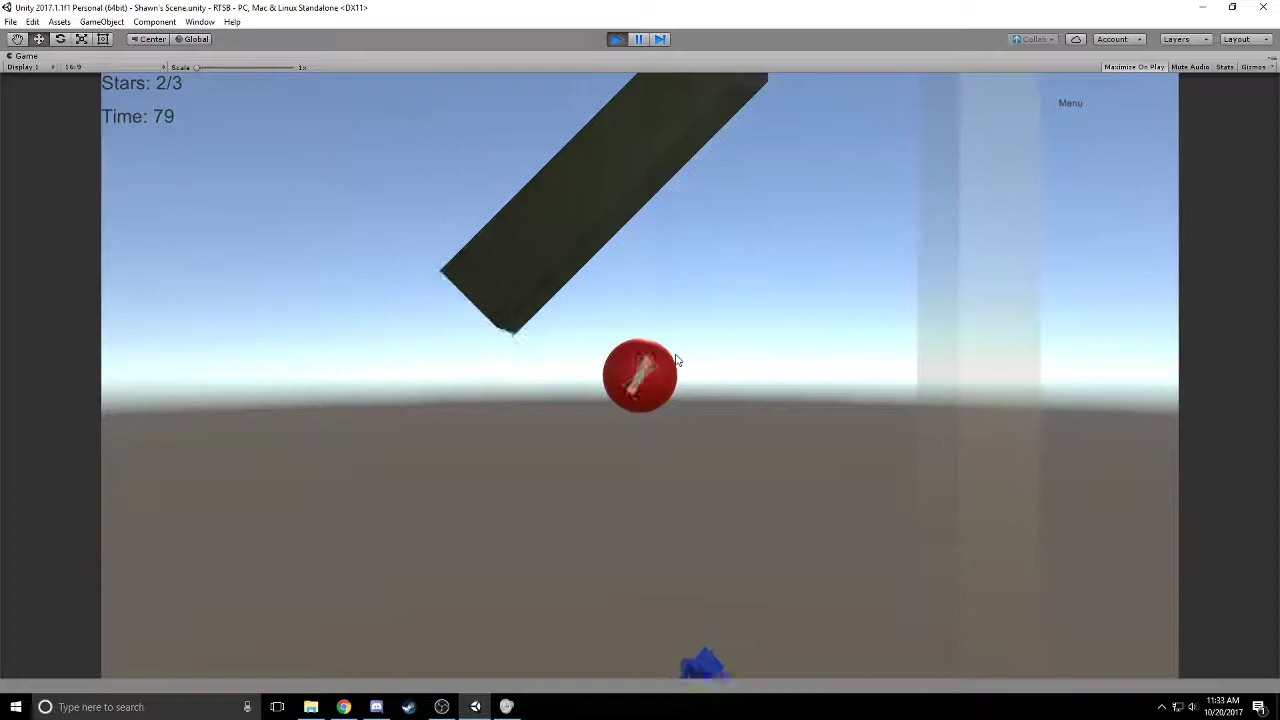 Unity 2017.1.1f1 Personal (64bit) - Shawn's Scene.unity - RTSB - PC, Mac & Linux Standalone <DX11>
File Edit Assets GameObject Component Window Help
Center Global Collab Account Layers Layout
Game
Display 1 16:9 Scale 1x Maximize On Play Mute Audio Stats Gizmos
Stars: 2/3
Menu
Time: 79
Type here to search
11:33 AM
10/20/2017